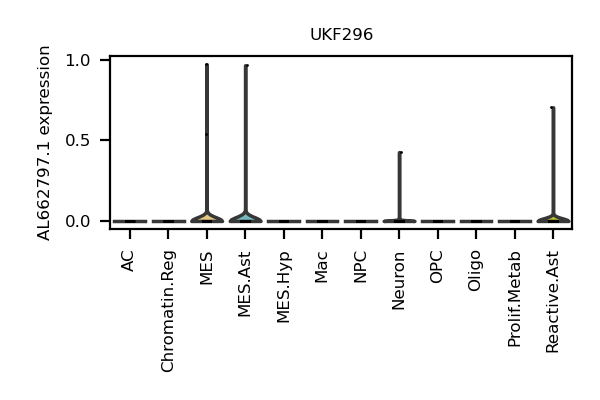 UKF296
AL662797.1 expression
1.0
0.5
0.0
AC
Chromatin.Reg
MES
MES.Ast
MES.Hyp
Mac
NPC
Neuron
OPC
Oligo
Prolif.Metab
Reactive.Ast